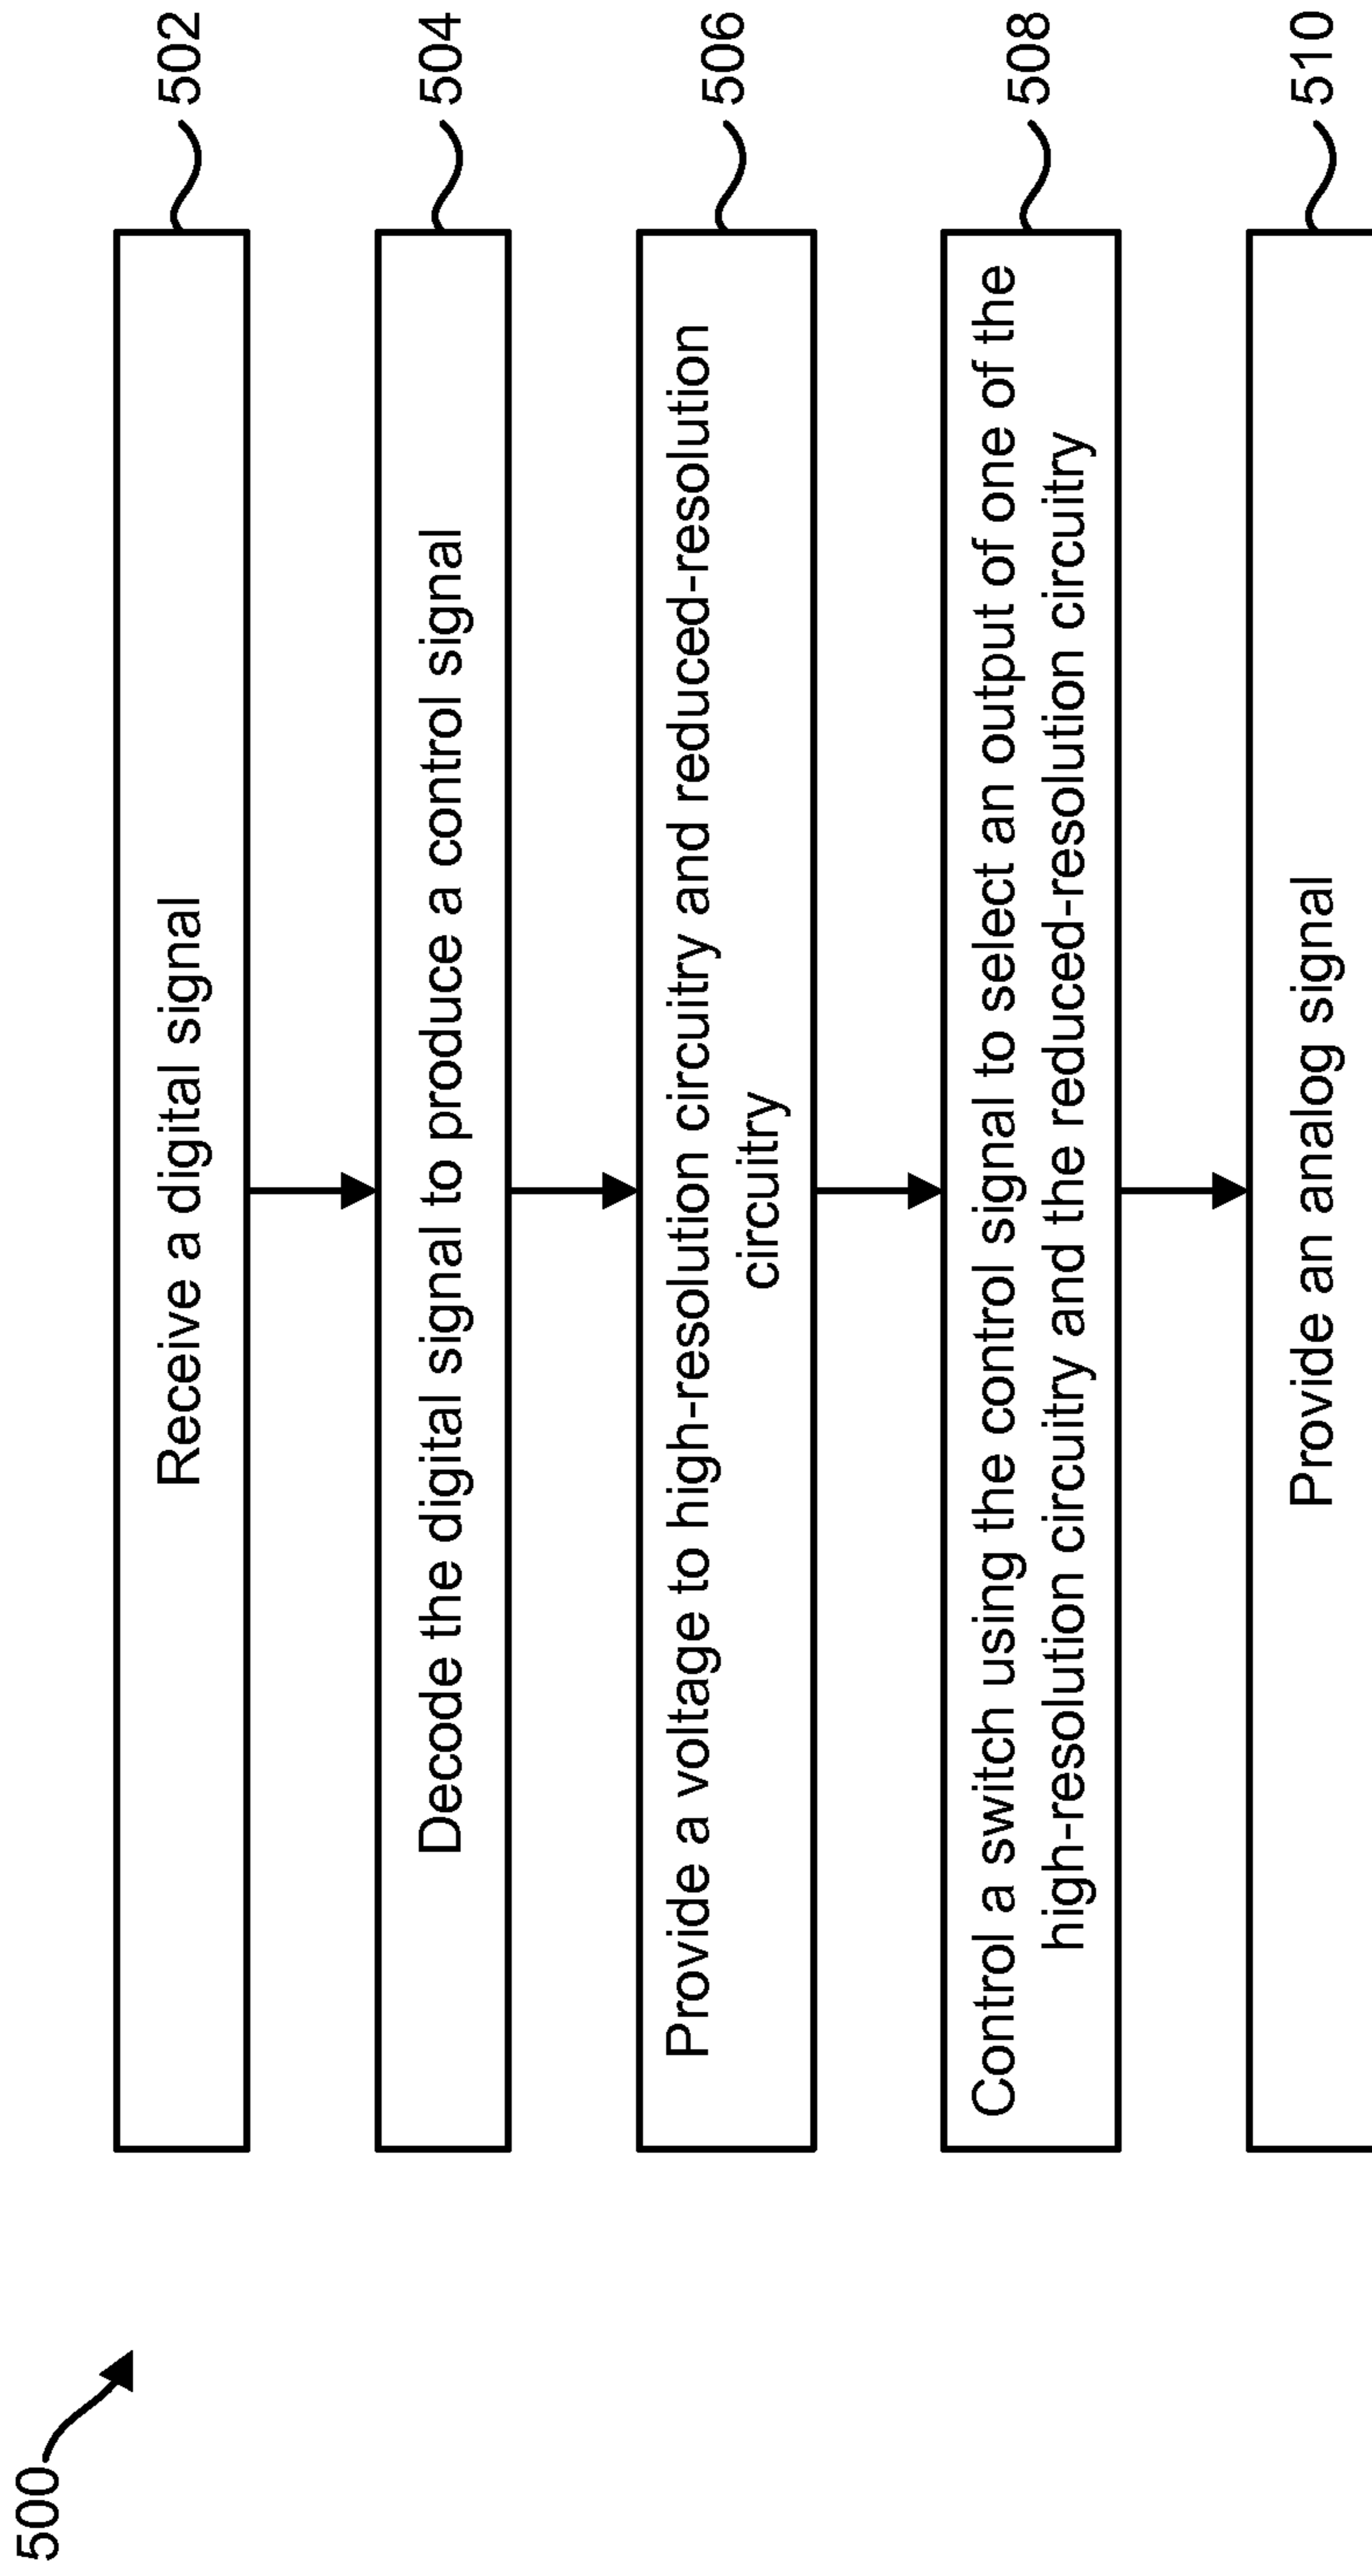 500
Receive a digital signal
502
Decode the digital signal to produce a control signal
504
Provide a voltage to high-resolution circuitry and reduced-resolution
circuitry
506
Control a switch using the control signal to select an output of one of the
high-resolution circuitry and the reduced-resolution circuitry
508
Provide an analog signal
510